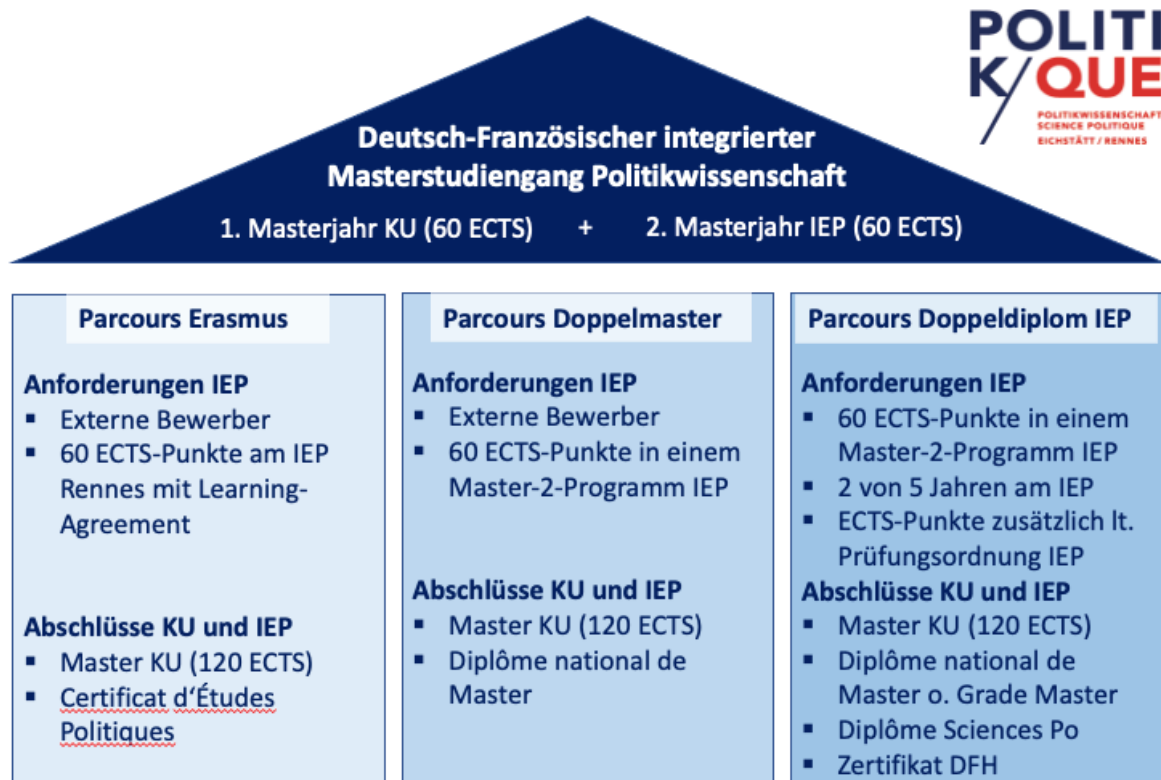 POLITI
K/QUE
POLITIKWISSENSCHAFT
SCIENCE POLITIQUE
EICHSTÄTT / RENNES
Deutsch-Französischer integrierter
Masterstudiengang Politikwissenschaft
1. Masterjahr KU (60 ECTS) + 2. Masterjahr IEP (60 ECTS)
Parcours Erasmus
Anforderungen IEP
▪ Externe Bewerber
▪ 60 ECTS-Punkte am IEP
Rennes mit Learning-
Agreement
Abschlüsse KU und IEP
▪ Master KU (120 ECTS)
▪ Certificat d‘Études
Politiques
Parcours Doppelmaster
Anforderungen IEP
▪ Externe Bewerber
▪ 60 ECTS-Punkte in einem
Master-2-Programm IEP
Abschlüsse KU und IEP
▪ Master KU (120 ECTS)
▪ Diplôme national de
Master
Parcours Doppeldiplom IEP
Anforderungen IEP
▪ 60 ECTS-Punkte in einem
Master-2-Programm IEP
▪ 2 von 5 Jahren am IEP
▪ ECTS-Punkte zusätzlich lt.
Prüfungsordnung IEP
Abschlüsse KU und IEP
▪ Master KU (120 ECTS)
▪ Diplôme national de
Master o. Grade Master
▪ Diplôme Sciences Po
▪ Zertifikat DFH